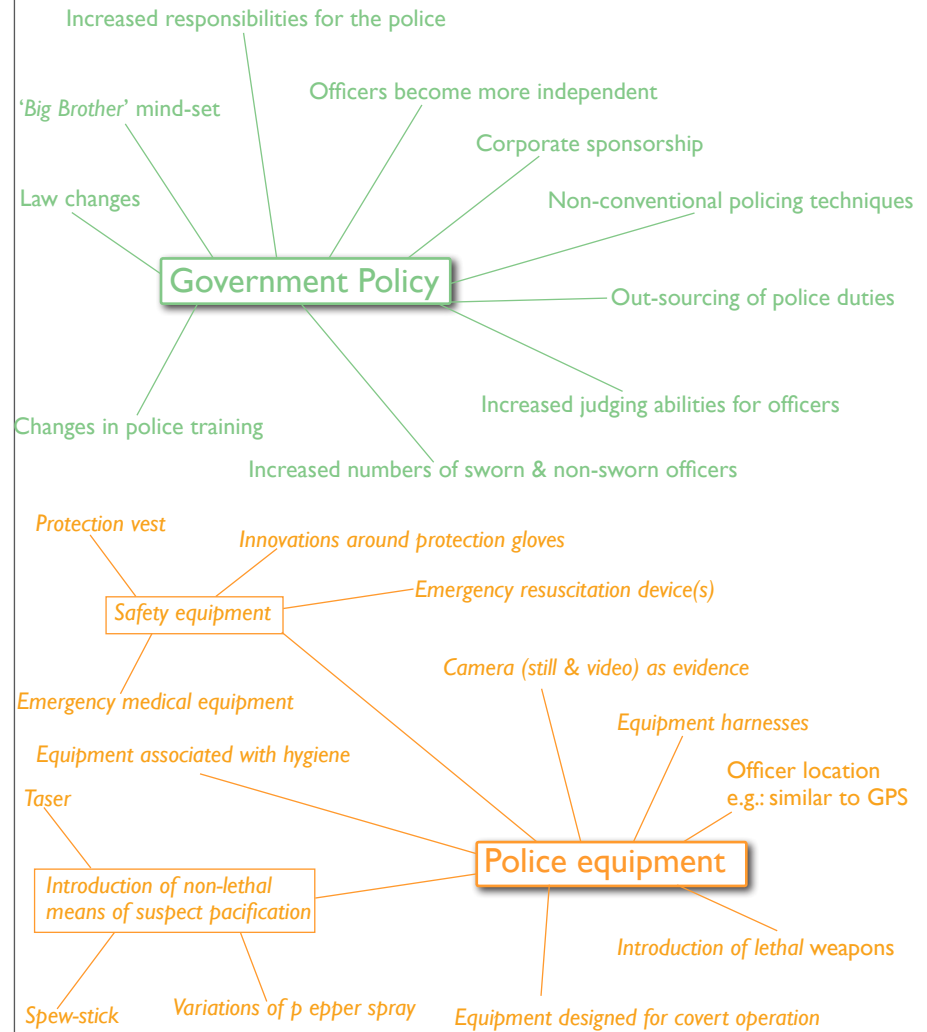 Increased responsibilities for the police
Officers become more independent
'Big Brother' mind-set
Corporate sponsorship
Law changes
Non-conventional policing techniques
Government Policy
Out-sourcing of police duties
Increased judging abilities for officers
Changes in police training
Increased numbers of sworn & non-sworn officers
Protection vest
Innovations around protection gloves
Emergency resuscitation device(s)
Safety equipment
Camera (still & video) as evidence
Emergency medical equipment
Equipment harnesses
Equipment associated with hygiene
Officer location
e.g.: similar to GPS
Taser
Police equipment
Introduction of non-lethal
means of suspect pacification
Introduction of lethal weapons
Variations of p epper spray
Spew-stick
Equipment designed for covert operation